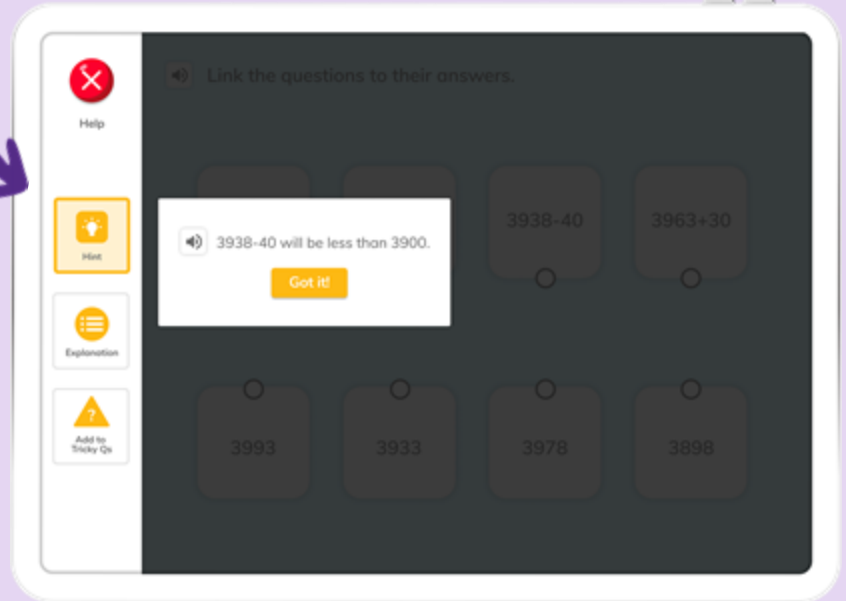 Help
Link the questions to their answers.
Hint
3938-40 will be less than 3900.
Got it!
3938-40
3963+30
Explanation
?
Add to
Tricky Qs
3993
3933
3978
3898